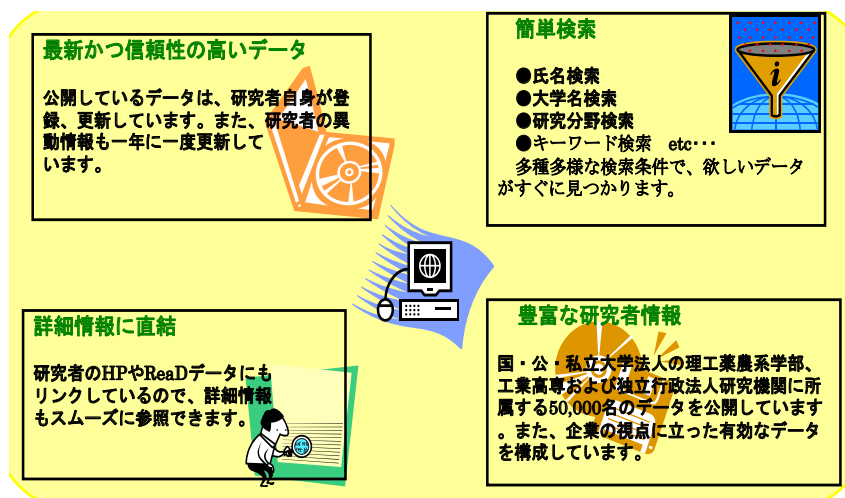 最新かつ信頼性の高いデータ
公開しているデータは、研究者自身が登
録、更新しています。また、研究者の異
動情報も一年に一度更新して
います。
簡単検索
●氏名検索
●大学名検索
●研究分野検索
●キーワード検索　etc･･･
多種多様な検索条件で、欲しいデータ
がすぐに見つかります。
i
詳細情報に直結
研究者のHPやReaDデータにも
リンクしているので、詳細情報
もスムーズに参照できます。
豊富な研究者情報
国・公・私立大学法人の理工薬農系学部、
工業高専および独立行政法人研究機関に所
属する50,000名のデータを公開しています
。また、企業の視点に立った有効なデータ
を構成しています。